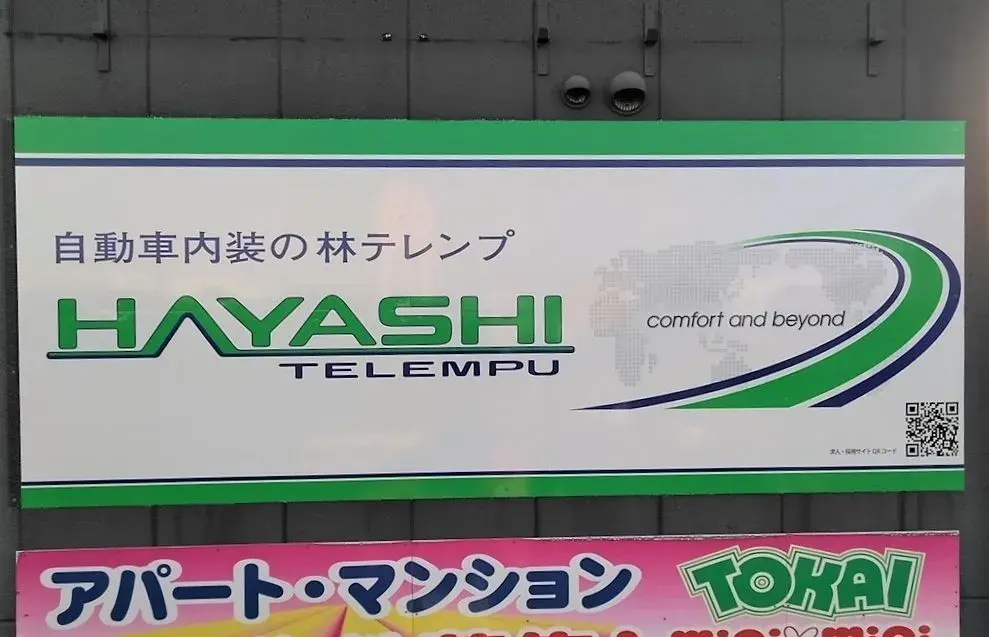 自動車内装の林テレンプ
HAYASHI
TELEMPU
comfort and beyond
求人・採用サイトQRコード
アパート・マンション
TOKAI